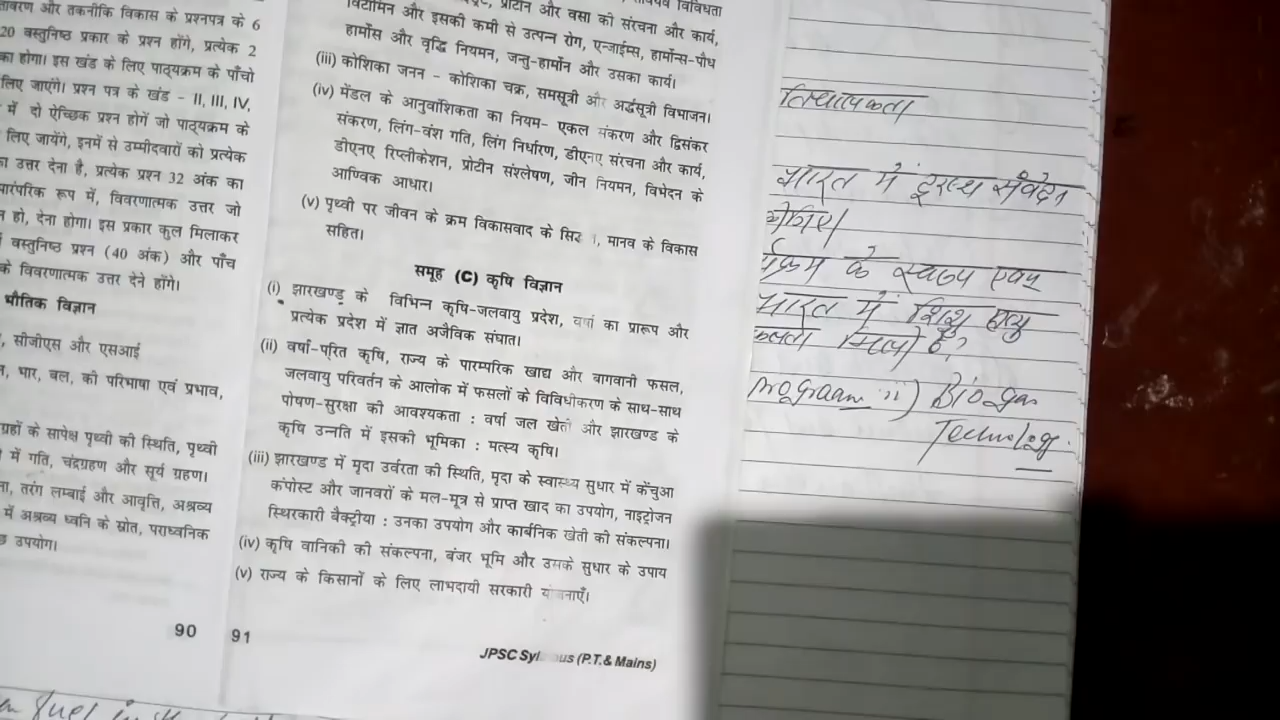 और तकनीकि विकास के प्रश्नपत्र के 6
20 वस्तुनिष्ठ प्रकार के प्रश्न होंगे, प्रत्येक 2
का होगा। इस खंड के लिए पाठ्यक्रम के पाँचो
लिए जाएंगे। प्रश्न पत्र के खंड - II, III, IV,
में दो ऐच्छिक प्रश्न होगें जो पाठ्यक्रम के
लिए जायेंगे, इनमें से उम्मीदवारों को प्रत्येक
उत्तर देना है, प्रत्येक प्रश्न 32 अंक का
रूप में, विवरणात्मक उत्तर जो
हो, देना होगा। इस प्रकार कुल मिलाकर
वस्तुनिष्ठ प्रश्न (40 अंक) और पाँच
के विवरणात्मक उत्तर देने होंगे।
भौतिक विज्ञान
सीजीएस और एसआई
भार, बल, की परिभाषा एवं प्रभाव,
ग्रहों के सापेक्ष पृथ्वी की स्थिति, पृथ्वी
में गति, चंद्रग्रहण और सूर्य ग्रहण।
तरंग लम्बाई और आवृत्ति, अश्रव्य
में अश्रव्य ध्वनि के स्रोत, पराध्वनिक
उपयोग।
90
प्रोटीन और वसा की संरचना और कार्य,
विटामिन और इसकी कमी से उत्पन्न रोग, एन्जाईम्स, हार्मोन्स-पौध
हार्मोंस और वृद्धि नियमन, जन्तु-हार्मोन और उसका कार्य।
(iii) कोशिका जनन - कोशिका चक्र, समसूत्री और अर्द्धसूत्री विभाजन।
(iv) मेंडल के आनुवांशिकता का नियम- एकल संकरण और द्विसंकर
संकरण, लिंग-वंश गति, लिंग निर्धारण, डीएनए संरचना और कार्य,
डीएनए रिप्लीकेशन, प्रोटीन संश्लेषण, जीन नियमन, विभेदन के
आण्विक आधार।
(v) पृथ्वी पर जीवन के क्रम विकासवाद के मानव के विकास
सहित।
समूह (C) कृषि विज्ञान
(i) झारखण्ड के विभिन्न कृषि-जलवायु प्रदेश, वर्षा का प्रारूप और
प्रत्येक प्रदेश में ज्ञात अजैविक संघात।
(ii) वर्षा-पूरित कृषि, राज्य के पारम्परिक खाद्य और बागवानी फसल,
जलवायु परिवर्तन के आलोक में फसलों के विविधीकरण के साथ-साथ
पोषण-सुरक्षा की आवश्यकता : वर्षा जल खेती और झारखण्ड के
कृषि उन्नति में इसकी भूमिका : मत्स्य कृषि।
(iii) झारखण्ड में मृदा उर्वरता की स्थिति, मृदा के स्वास्थ्य सुधार में केंचुआ
कंपोस्ट और जानवरों के मल-मूत्र से प्राप्त खाद का उपयोग, नाइट्रोजन
स्थिरकारी बैक्ट्रीया : उनका उपयोग और कार्बनिक खेती की संकल्पना।
(iv) कृषि वानिकी की संकल्पना, बंजर भूमि और उसके सुधार के उपाय
(v) राज्य के किसानों के लिए लाभदायी सरकारी
91
JPSC (P.T. & Mains)
भारत में दूरस्थ संवेदन
के स्वरूप एवम्
भारत में शिशु मृत्यु
मिली है?
ii) Biogas
Technology.
fuel in